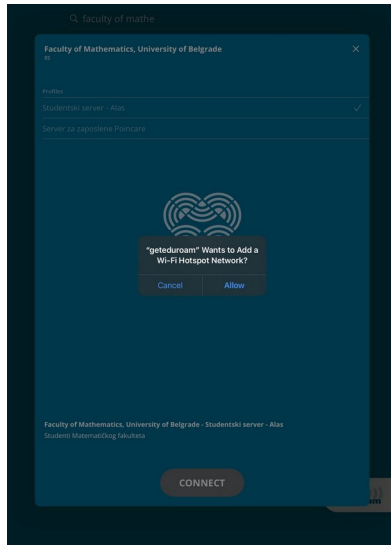 faculty of mathe
Faculty of Mathematics, University of Belgrade
Profiles
Studentski server - Alas
Server za zaposlene Poincare
"geteduroam" Wants to Add a
Wi-Fi Hotspot Network?
Cancel Allow
Faculty of Mathematics, University of Belgrade - Studentski server - Alas
Studenti Matematičkog fakulteta
CONNECT